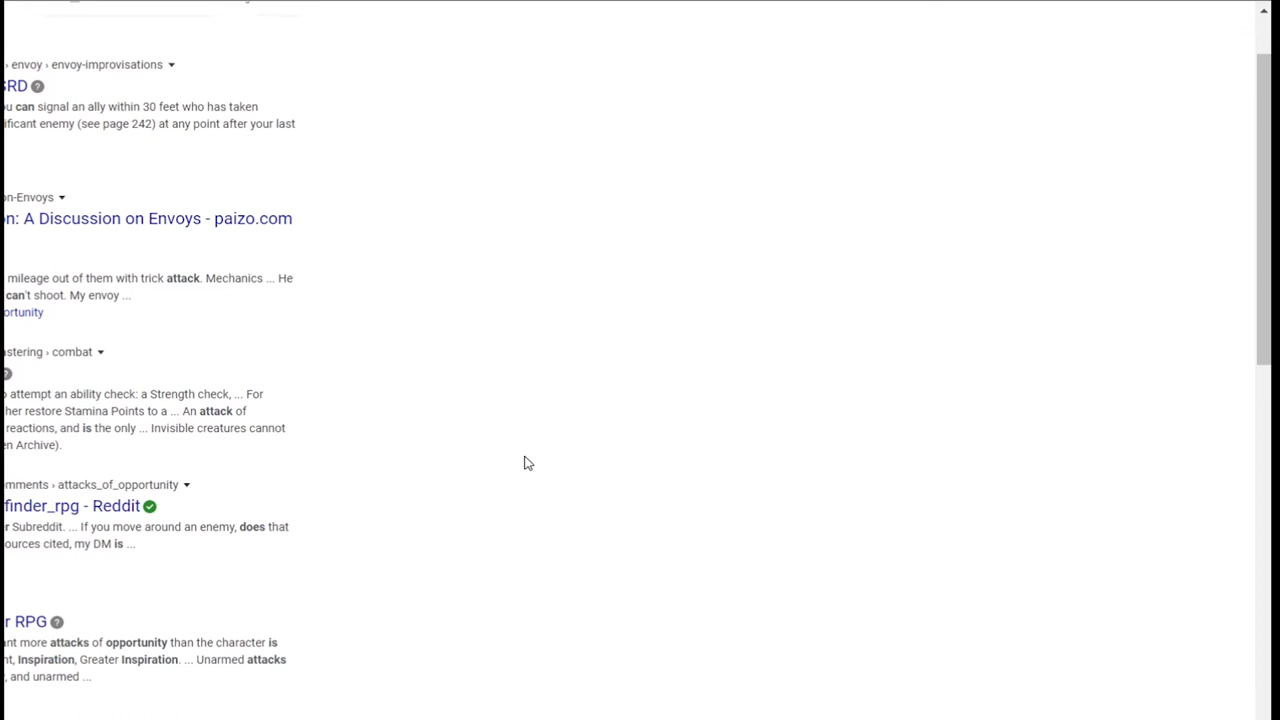 › envoy › envoy-improvisations
SRD
can signal an ally within 30 feet who has taken
enemy (see page 242) at any point after your last
on-Envoys
on: A Discussion on Envoys - paizo.com
mileage out of them with trick attack. Mechanics ... He
can't shoot. My envoy ...
ortunity
astering › combat
attempt an ability check: a Strength check, ... For
her restore Stamina Points to a ... An attack of
reactions, and is the only ... Invisible creatures cannot
en Archive).
omments › attacks_of_opportunity
finder_rpg - Reddit
r Subreddit. ... If you move around an enemy, does that
ources cited, my DM is ...
r RPG
ant more attacks of opportunity than the character is
nt, Inspiration, Greater Inspiration. ... Unarmed attacks
, and unarmed ...